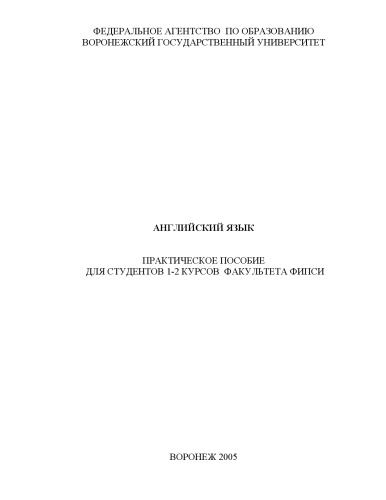 ФЕДЕРАЛЬНОЕ АГЕНТСТВО ПО ОБРАЗОВАНИЮ
ВОРОНЕЖСКИЙ ГОСУДАРСТВЕННЫЙ УНИВЕРСИТЕТ
АНГЛИЙСКИЙ ЯЗЫК
ПРАКТИЧЕСКОЕ ПОСОБИЕ
ДЛЯ СТУДЕНТОВ 1-2 КУРСОВ ФАКУЛЬТЕТА ФИПСИ
ВОРОНЕЖ 2005